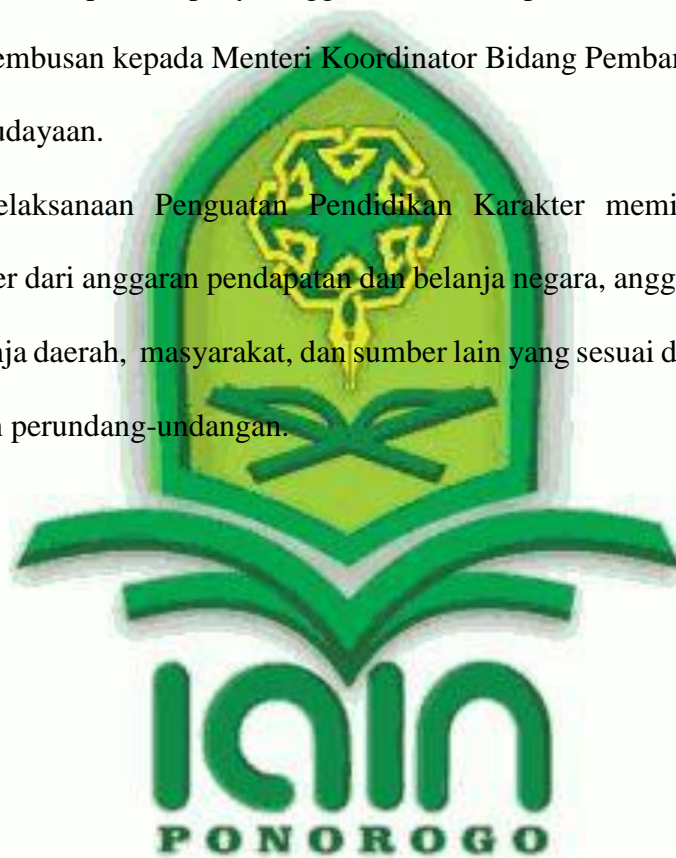 embusan kepada Menteri Koordinator Bidang Pemba
udayaan.
elaksanaan Penguatan Pendidikan Karakter memi
er dari anggaran pendapatan dan belanja negara, angg
nja daerah, masyarakat, dan sumber lain yang sesuai d
n perundang-undangan.
IAIN
PONOROGO